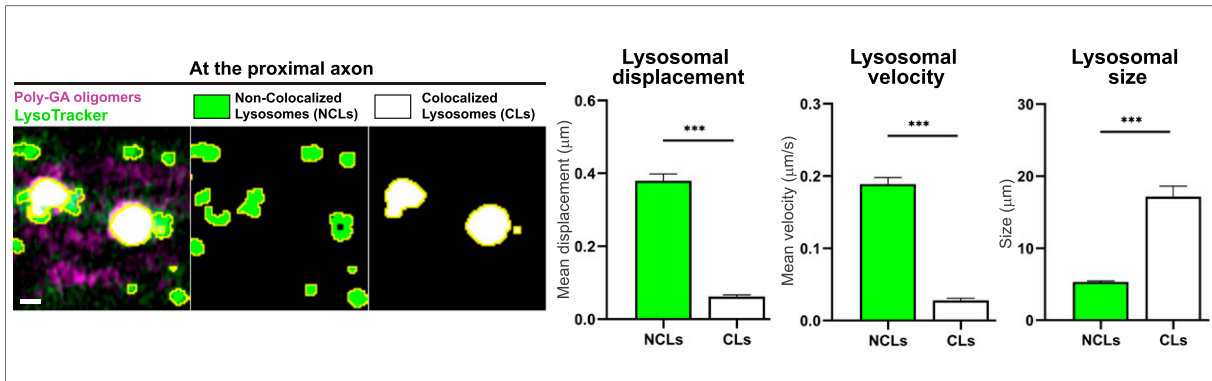 At the proximal axon
Poly-GA oligomers
LysoTracker
Non-Colocalized
Lysosomes (NCLs)
Colocalized
Lysosomes (CLs)
Lysosomal
displacement
Mean displacement (μm)
0.6
0.4
0.2
0.0
***
NCLs
CLs
Lysosomal
velocity
Mean velocity (μm/s)
0.3
0.2
0.1
0.0
***
NCLs
CLs
Lysosomal
size
Size (μm)
30
20
10
0
***
NCLs
CLs